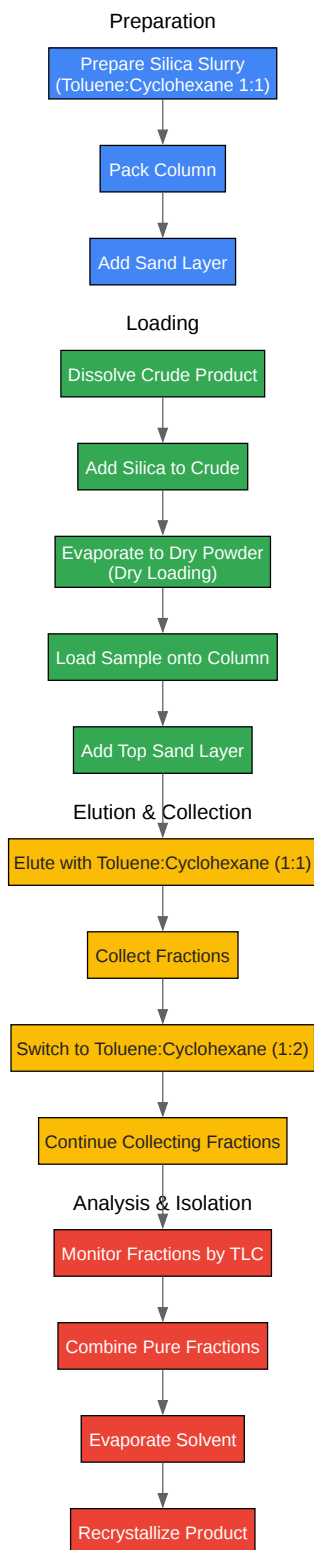 Preparation
Prepare Silica Slurry
(Toluene:Cyclohexane 1:1)
Pack Column
Add Sand Layer
Loading
Dissolve Crude Product
Add Silica to Crude
Evaporate to Dry Powder
(Dry Loading)
Load Sample onto Column
Add Top Sand Layer
Elution & Collection
Elute with Toluene:Cyclohexane (1:1)
Collect Fractions
Switch to Toluene:Cyclohexane (1:2)
Continue Collecting Fractions
Analysis & Isolation
Monitor Fractions by TLC
Combine Pure Fractions
Evaporate Solvent
Recrystallize Product